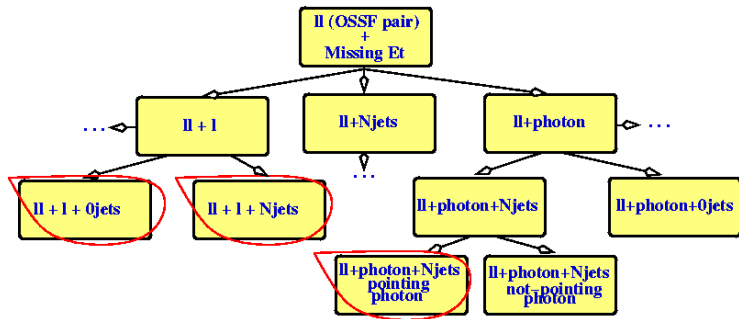 ll (OSSF pair)
+
Missing Et
ll + l
ll+Njets
ll+photon
...
...
...
ll + l + 0jets
ll + l + Njets
ll+photon+Njets
ll+photon+0jets
ll+photon+Njets
pointing
photon
ll+photon+Njets
not-pointing
photon